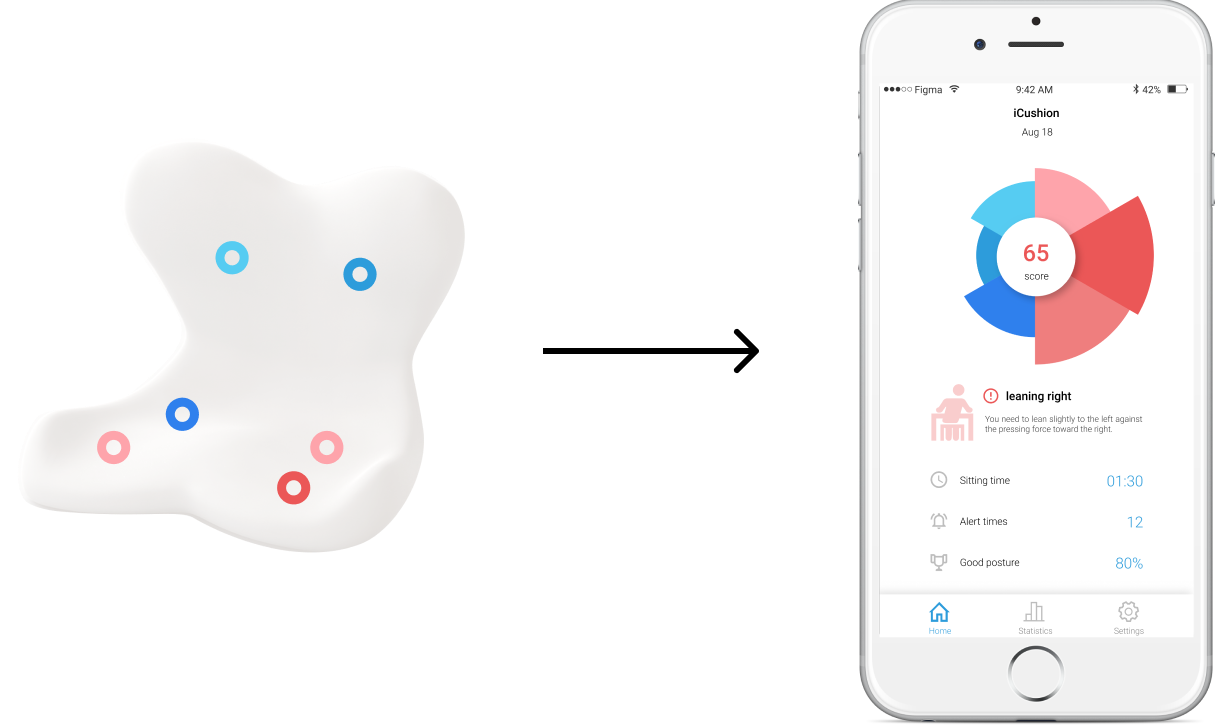 Figma 9:42 AM 42%
iCushion
Aug 18
65
score
leaning right
You need to lean slightly to the left against
the pressing force toward the right.
Sitting time 01:30
Alert times 12
Good posture 80%
Home Statistics Settings